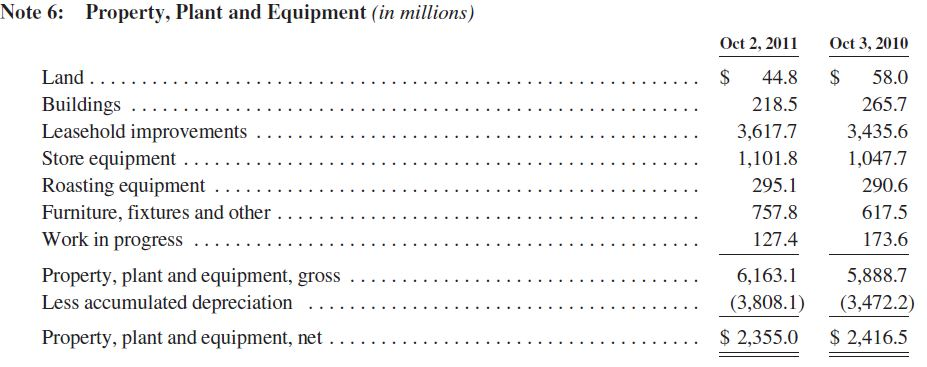 Note 6: Property, Plant and Equipment (in millions)
Oct 2, 2011 Oct 3, 2010
Land . . . . . . . . . . . . . . . . . . . . $ 44.8 $ 58.0
Buildings . . . . . . . . . . . . . . . . . . . . 218.5 265.7
Leasehold improvements . . . . . . . . . . . . . . . . . . . . 3,617.7 3,435.6
Store equipment . . . . . . . . . . . . . . . . . . . . 1,101.8 1,047.7
Roasting equipment . . . . . . . . . . . . . . . . . . . . 295.1 290.6
Furniture, fixtures and other . . . . . . . . . . . . . . . . . . . . 757.8 617.5
Work in progress . . . . . . . . . . . . . . . . . . . . 127.4 173.6
Property, plant and equipment, gross . . . . . . . . . . . . . . . . . . . . 6,163.1 5,888.7
Less accumulated depreciation . . . . . . . . . . . . . . . . . . . . (3,808.1) (3,472.2)
Property, plant and equipment, net . . . . . . . . . . . . . . . . . . . . $ 2,355.0 $ 2,416.5